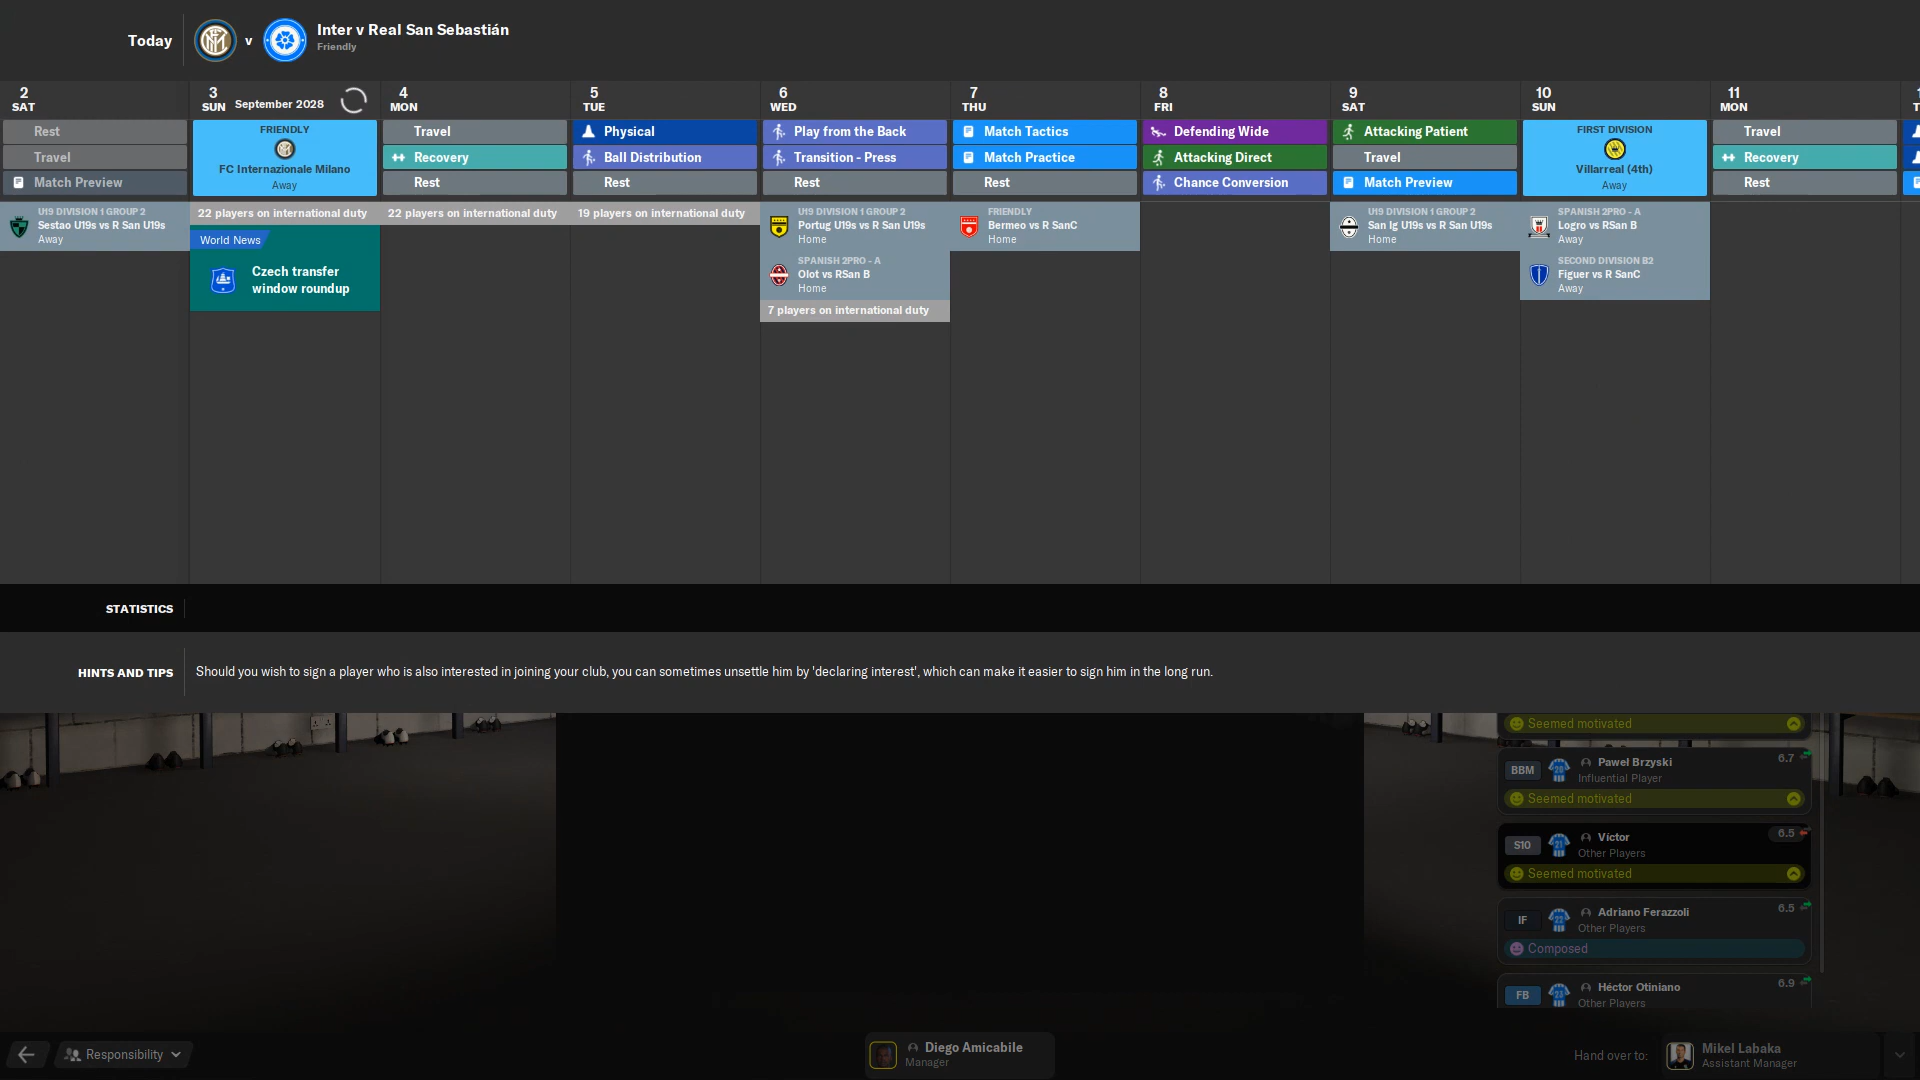 Today
v
Inter v Real San Sebastián
Friendly
2
SAT
3
SUN
September 2028
4
MON
5
TUE
6
WED
7
THU
8
FRI
9
SAT
10
SUN
11
MON
Rest
Travel
Match Preview
FRIENDLY
FC Internazionale Milano
Away
Travel
Recovery
Rest
Physical
Ball Distribution
Rest
Play from the Back
Transition - Press
Rest
Match Tactics
Match Practice
Rest
Defending Wide
Attacking Direct
Chance Conversion
Attacking Patient
Travel
Match Preview
FIRST DIVISION
Villarreal (4th)
Away
Travel
Recovery
Rest
U19 DIVISION 1 GROUP 2
Sestao U19s vs R San U19s
Away
22 players on international duty
World News
Czech transfer
window roundup
22 players on international duty
19 players on international duty
U19 DIVISION 1 GROUP 2
Portug U19s vs R San U19s
Home
SPANISH 2PRO - A
Olot vs RSan B
Home
7 players on international duty
FRIENDLY
Bermeo vs R SanC
Home
U19 DIVISION 1 GROUP 2
San Ig U19s vs R San U19s
Home
SPANISH 2PRO - A
Logro vs RSan B
Away
SECOND DIVISION B2
Figuer vs R SanC
Away
STATISTICS
HINTS AND TIPS
Should you wish to sign a player who is also interested in joining your club, you can sometimes unsettle him by 'declaring interest', which can make it easier to sign him in the long run.
Seemed motivated
BBM
Paweł Brzyski
6.7
Influential Player
Seemed motivated
S10
21
Víctor
6.5
Other Players
Seemed motivated
IF
22
Adriano Ferazzoli
6.5
Other Players
Composed
FB
23
Héctor Otiniano
6.9
Other Players
Responsibility
Diego Amicabile
Manager
Hand over to:
Mikel Labaka
Assistant Manager